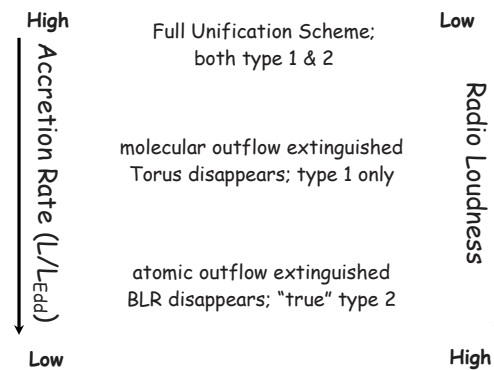 High
Low
Full Unification Scheme;
both type 1 & 2
Accretion Rate (L/LEdd)
Radio Loudness
molecular outflow extinguished
Torus disappears; type 1 only
atomic outflow extinguished
BLR disappears; "true" type 2
Low
High